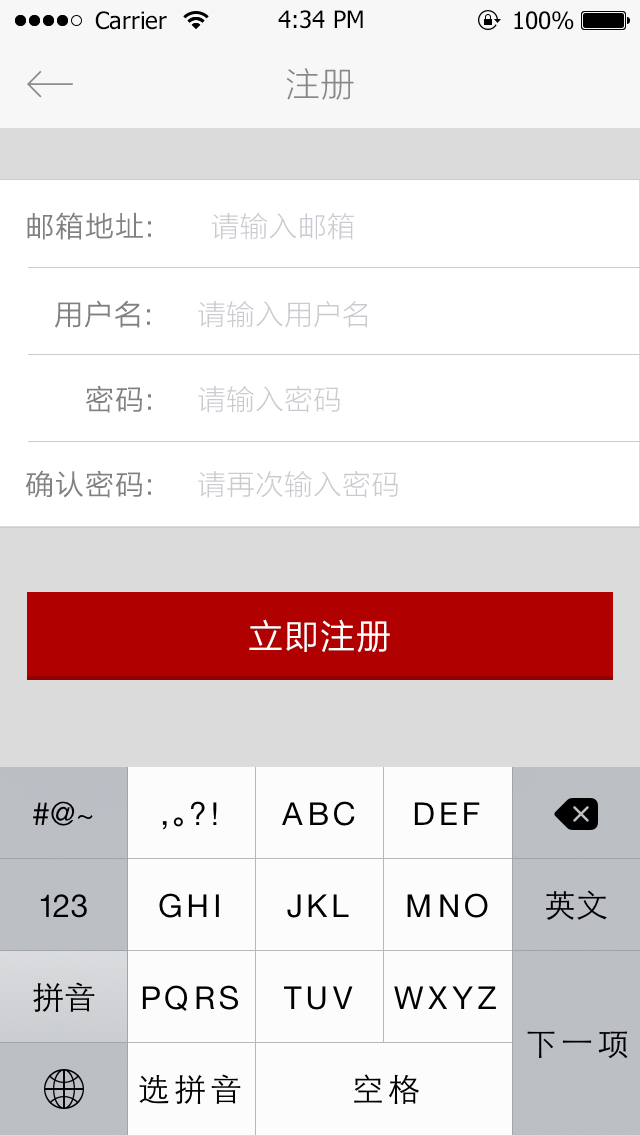 Carrier 4:34 PM 100%
注册
邮箱地址: 请输入邮箱
用户名: 请输入用户名
密码: 请输入密码
确认密码: 请再次输入密码
立即注册
#@~ ,。?! ABC DEF
123 GHI JKL MNO 英文
拼音 PQRS TUV WXYZ
下一项
选拼音 空格